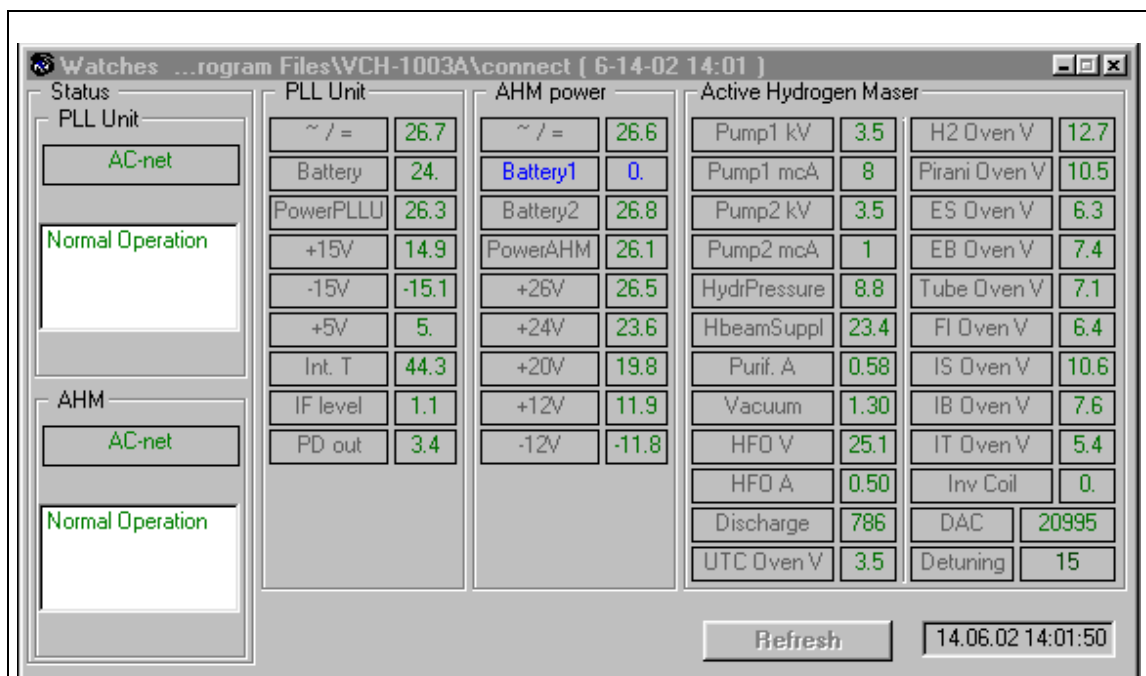 Watches ...rogram Files\VCH-1003A\connect ( 6-14-02 14:01 )
Status
PLL Unit
AC-net
Normal Operation
AHM
AC-net
Normal Operation
PLL Unit
~ / = 26.7
Battery 24.
PowerPLLU 26.3
+15V 14.9
-15V -15.1
+5V 5.
Int. T 44.3
IF level 1.1
PD out 3.4
AHM power
~ / = 26.6
Battery1 0.
Battery2 26.8
PowerAHM 26.1
+26V 26.5
+24V 23.6
+20V 19.8
+12V 11.9
-12V -11.8
Active Hydrogen Maser
Pump1 kV 3.5
Pump1 mcA 8
Pump2 kV 3.5
Pump2 mcA 1
HydrPressure 8.8
HbeamSuppl 23.4
Purif. A 0.58
Vacuum 1.30
HFO V 25.1
HFO A 0.50
Discharge 786
UTC Oven V 3.5
H2 Oven V 12.7
Pirani Oven V 10.5
ES Oven V 6.3
EB Oven V 7.4
Tube Oven V 7.1
FI Oven V 6.4
IS Oven V 10.6
IB Oven V 7.6
IT Oven V 5.4
Inv Coil 0.
DAC 20995
Detuning 15
Refresh
14.06.02 14:01:50